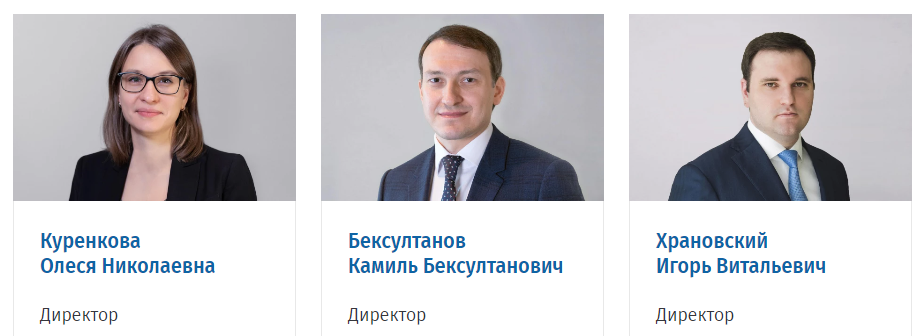 Куренкова
Олеся Николаевна
Директор
Бексултанов
Камиль Бексултанович
Директор
Храновский
Игорь Витальевич
Директор